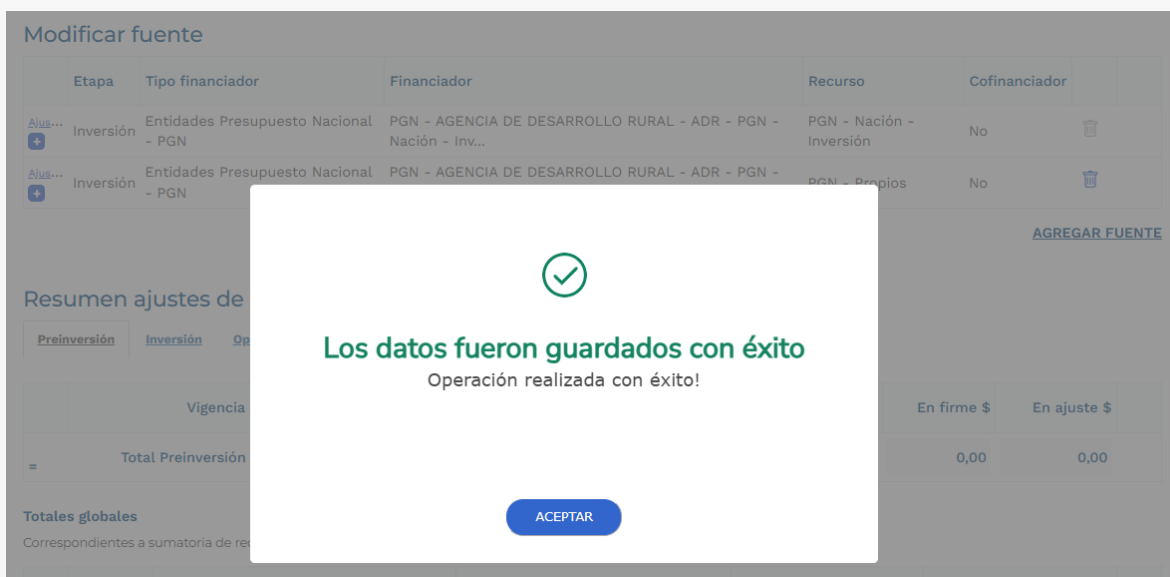 Modificar fuente
Etapa Tipo financiador Financiador Recurso Cofinanciador
Ajus... Inversión Entidades Presupuesto Nacional - PGN PGN - AGENCIA DE DESARROLLO RURAL - ADR - PGN - Nación - Inv... PGN - Nación - Inversión No
Ajus... Inversión Entidades Presupuesto Nacional - PGN PGN - AGENCIA DE DESARROLLO RURAL - ADR - PGN - PGN - Propios No
AGREGAR FUENTE
Resumen ajustes de
Preinversión Inversión Op
Los datos fueron guardados con éxito
Operación realizada con éxito!
Vigencia En firme $ En ajuste $
= Total Preinversión 0,00 0,00
Totales globales
Correspondientes a sumatoria de
ACEPTAR